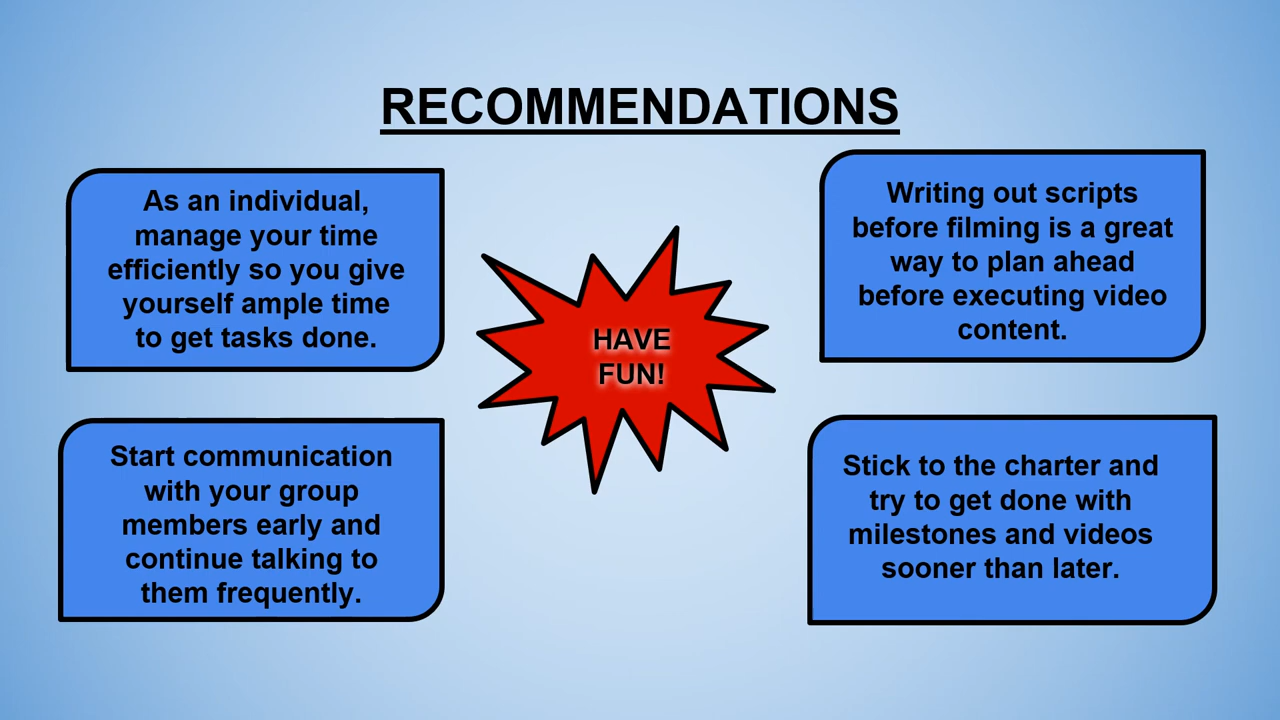 RECOMMENDATIONS
As an individual,
manage your time
efficiently so you give
yourself ample time
to get tasks done.
Writing out scripts
before filming is a great
way to plan ahead
before executing video
content.
HAVE
FUN!
Start communication
with your group
members early and
continue talking to
them frequently.
Stick to the charter and
try to get done with
milestones and videos
sooner than later.